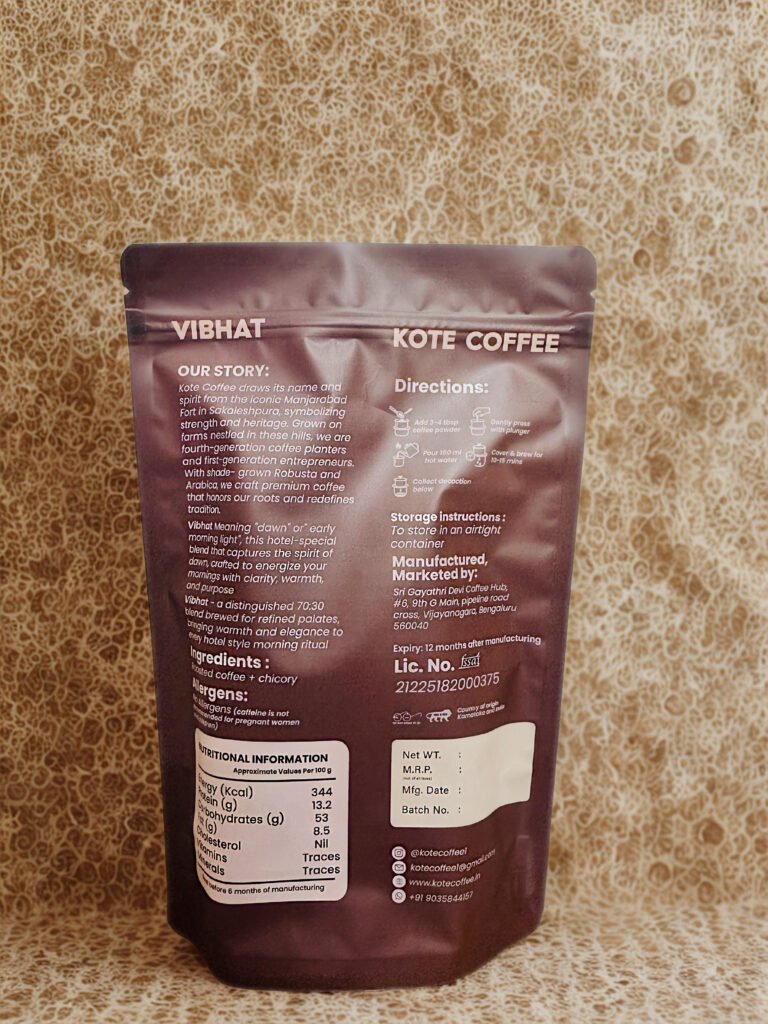 VIBHAT
OUR STORY:
Kote Coffee draws its name and
spirit from the iconic Manjarabad
Fort in Sakaleshpura, symbolizing
strength and heritage. Grown on
farms nestled in these hills, we are
fourth-generation coffee planters
and first-generation entrepreneurs.
With shade- grown Robusta and
Arabica, we craft premium coffee
that honors our roots and redefines
tradition.
Vibhat Meaning "dawn" or" early
morning light", this hotel-special
blend that captures the spirit of
dawn, crafted to energize your
mornings with clarity, warmth,
and purpose
Vibhat - a distinguished 70:30
blend brewed for refined palates,
bringing warmth and elegance to
every hotel style morning ritual
Ingredients :
Roasted coffee + chicory
Allergens:
No Allergens (caffeine is not
recommended for pregnant women
children)
NUTRITIONAL INFORMATION
Approximate Values Per 100 g
Energy (Kcal) 344
Protein (g) 13.2
Carbohydrates (g) 53
Fat (g) 8.5
Cholesterol Nil
Vitamins Traces
Minerals Traces
before 6 months of manufacturing
KOTE COFFEE
Directions:
Add 3-4 tbsp
coffee powder
Gently press
with plunger
Pour 150 ml
hot water
Cover & brew for
10-15 mins
Collect decoction
below
Storage instructions :
To store in an airtight
container
Manufactured,
Marketed by:
Sri Gayathri Devi Coffee Hub,
#6, 9th G Main, pipeline road
cross, Vijayanagara, Bengaluru
560040
Expiry: 12 months after manufacturing
Lic. No. fssai
21225182000375
Country of origin
Karnataka and India
Net WT. :
M.R.P. :
(incl. of all taxes)
Mfg. Date :
Batch No. :
@kotecoffee1
kotecoffee1@gmail.com
www.kotecoffee.in
+91 9035844157